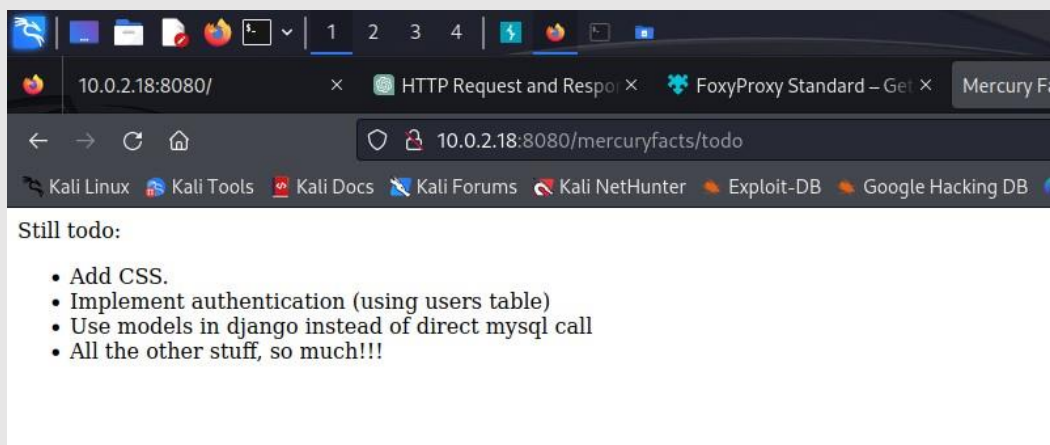 1 2 3 4
10.0.2.18:8080/ HTTP Request and Respo FoxyProxy Standard – Get Mercury Fa
10.0.2.18:8080/mercuryfacts/todo
Kali Linux Kali Tools Kali Docs Kali Forums Kali NetHunter Exploit-DB Google Hacking DB
Still todo:
• Add CSS.
• Implement authentication (using users table)
• Use models in django instead of direct mysql call
• All the other stuff, so much!!!